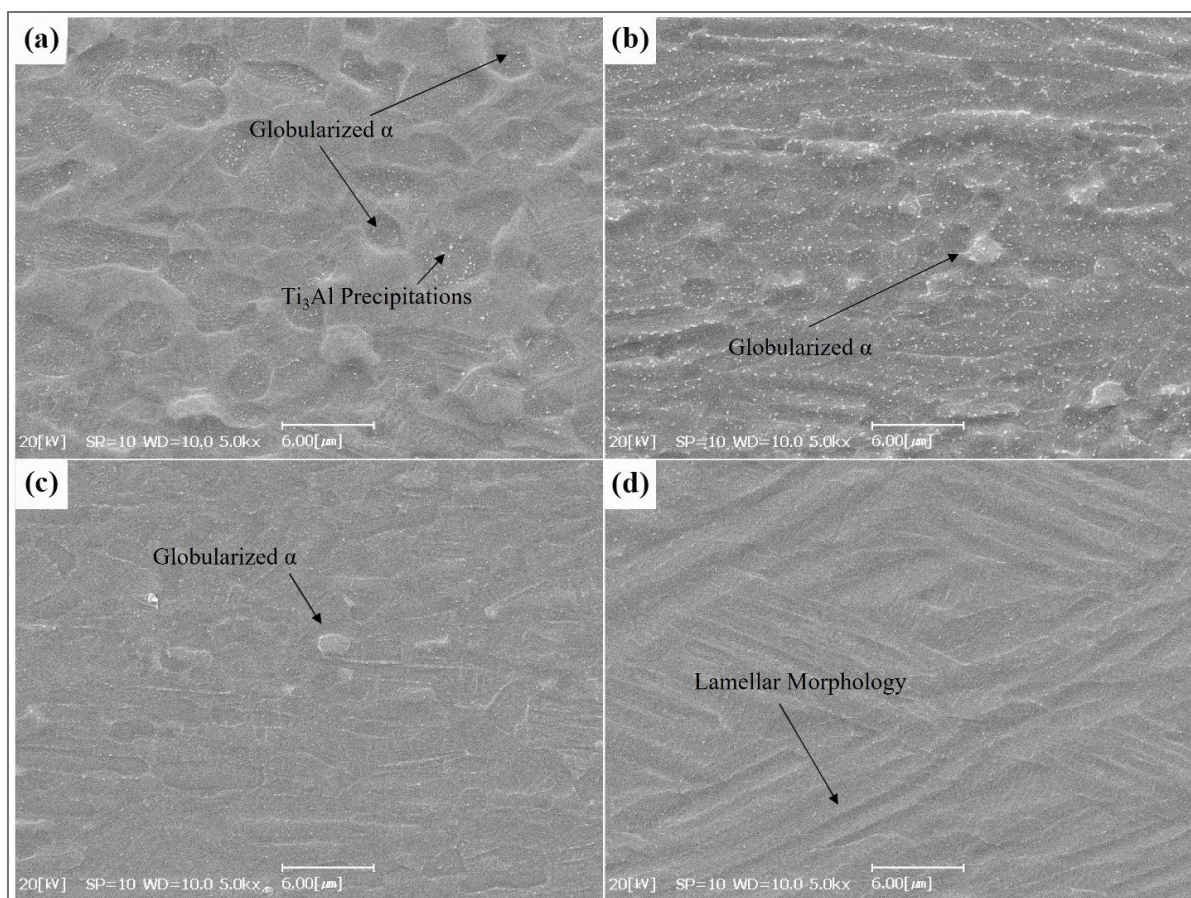 (a)
Globularized α
Ti₃Al Precipitations
20[kV] SR=10 WD=10.0 5.0kx 6.00[μm]
(b)
Globularized α
20[kV] SP=10 WD=10.0 5.0kx 6.00[μm]
(c)
Globularized α
20[kV] SP=10 WD=10.0 5.0kx 6.00[μm]
(d)
Lamellar Morphology
20[kV] SP=10 WD=10.0 5.0kx 6.00[μm]